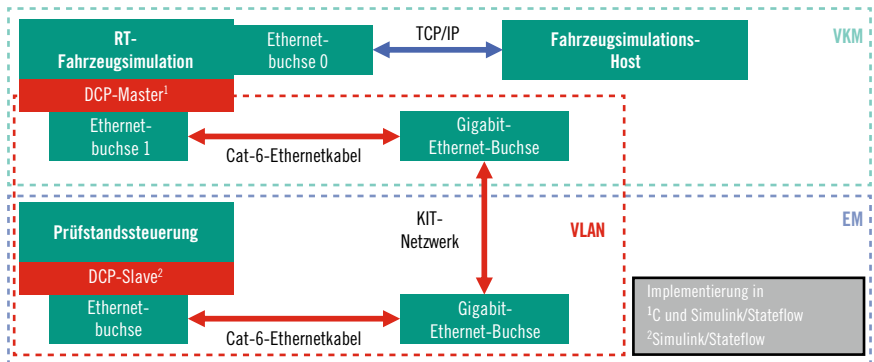 RT-
Fahrzeugsimulation
Ethernet-
buchse 0
TCP/IP
Fahrzeugsimulations-
Host
VKM
DCP-Master¹
Ethernet-
buchse 1
Cat-6-Ethernetkabel
Gigabit-
Ethernet-Buchse
KIT-
Netzwerk
VLAN
EM
Prüfstandssteuerung
DCP-Slave²
Ethernet-
buchse
Cat-6-Ethernetkabel
Gigabit-
Ethernet-Buchse
Implementierung in
¹C und Simulink/Stateflow
²Simulink/Stateflow